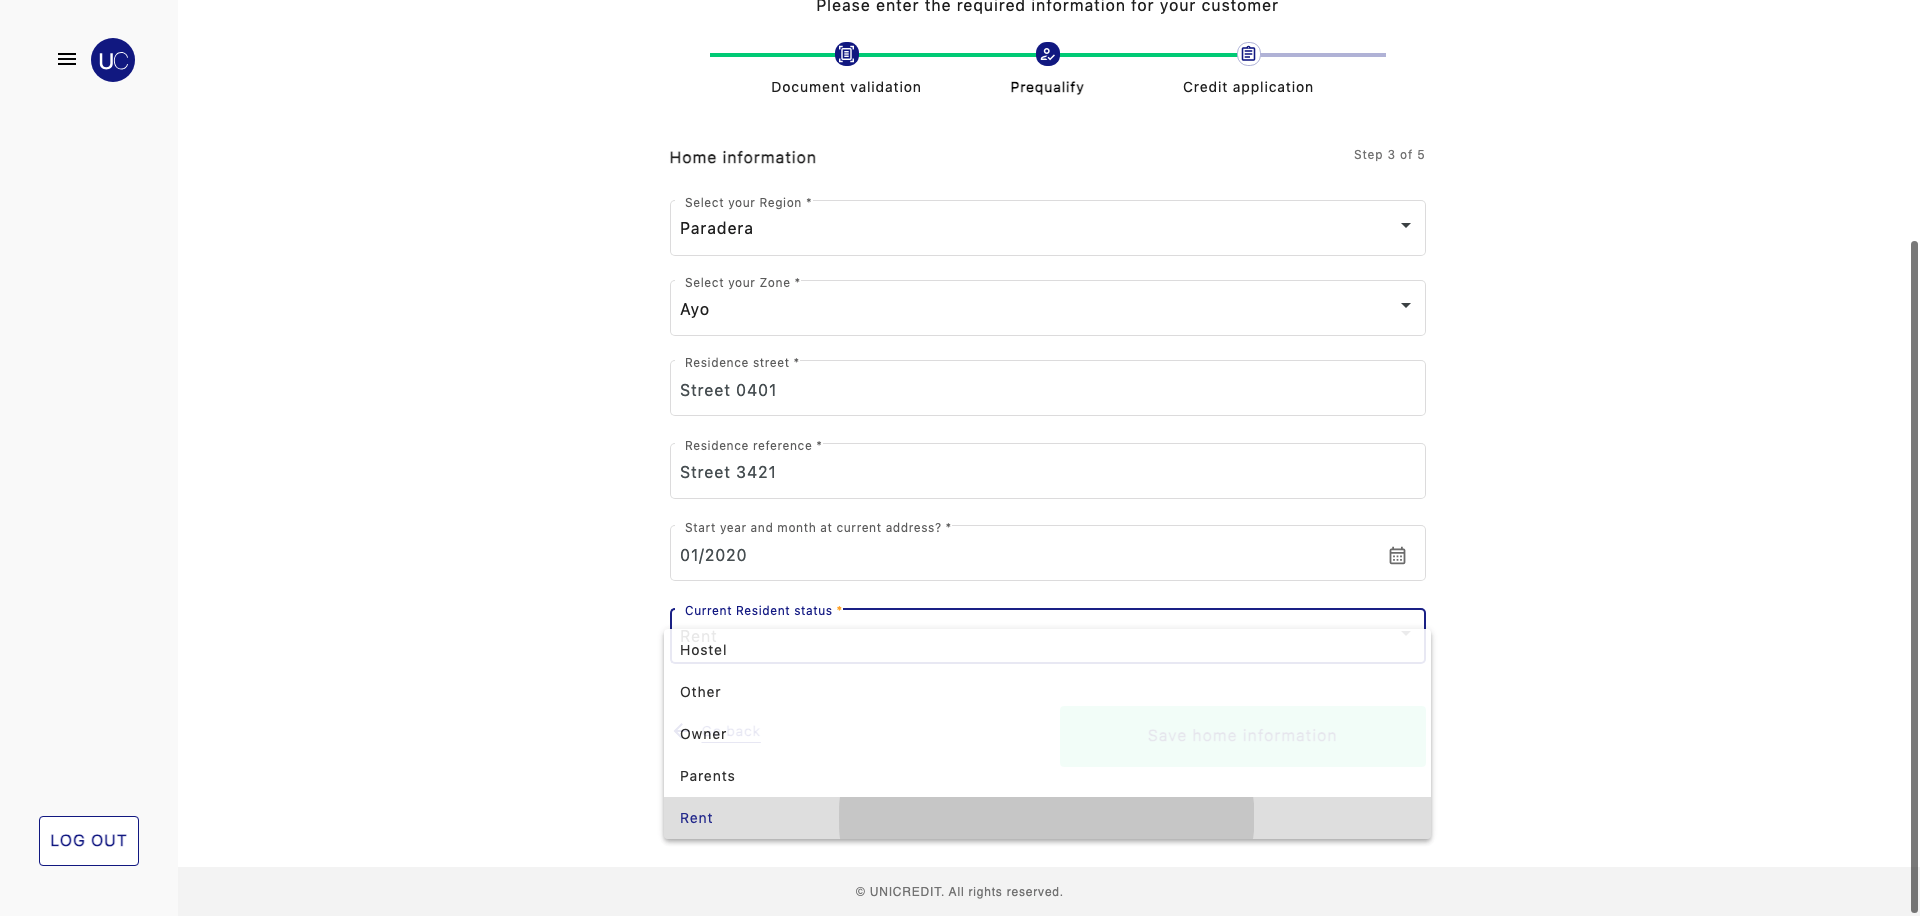 Please enter the required information for your customer
UC
Document validation
Prequalify
Credit application
Home information
Step 3 of 5
Select your Region *
Paradera
Select your Zone *
Ayo
Residence street *
Street 0401
Residence reference *
Street 3421
Start year and month at current address? *
01/2020
Current Resident status *
Rent
Hostel
Other
Go back
Owner
Save home information
Parents
Rent
LOG OUT
© UNICREDIT. All rights reserved.